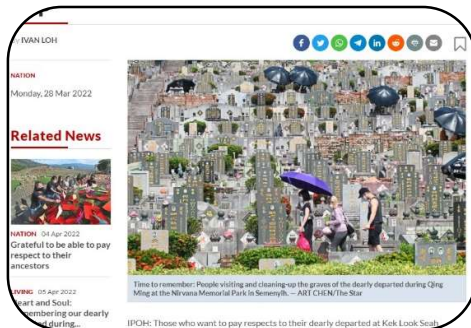 IVAN LOH
NATION
Monday, 28 Mar 2022
Related News
NATION 04 Apr 2022
Grateful to be able to pay
respect to their
ancestors
LIVING 05 Apr 2022
Heart and Soul:
Remembering our dearly
during...
Time to remember: People visiting and cleaning-up the graves of the dearly departed during Qing
Ming at the Nirvana Memorial Park in Semenyih. — ART CHEN/The Star
IPOH: Those who want to pay respects to their dearly departed at Kek Look Seah